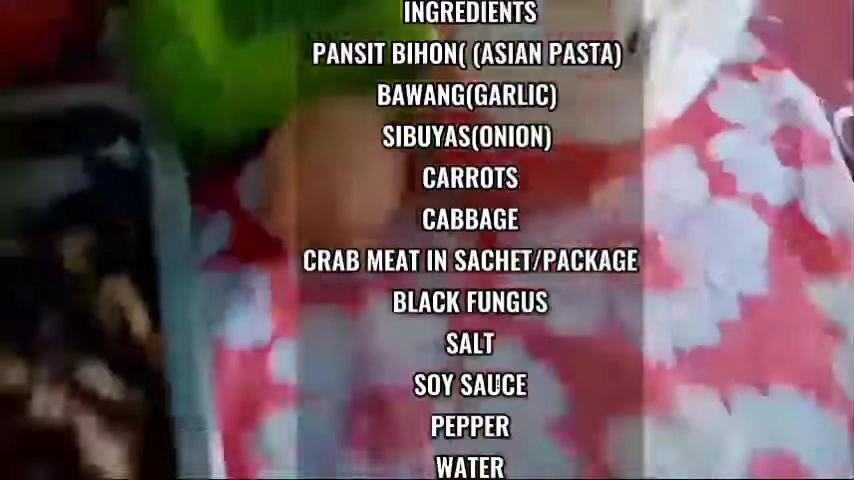 INGREDIENTS
PANSIT BIHON( (ASIAN PASTA)
BAWANG(GARLIC)
SIBUYAS(ONION)
CARROTS
CABBAGE
CRAB MEAT IN SACHET/PACKAGE
BLACK FUNGUS
SALT
SOY SAUCE
PEPPER
WATER